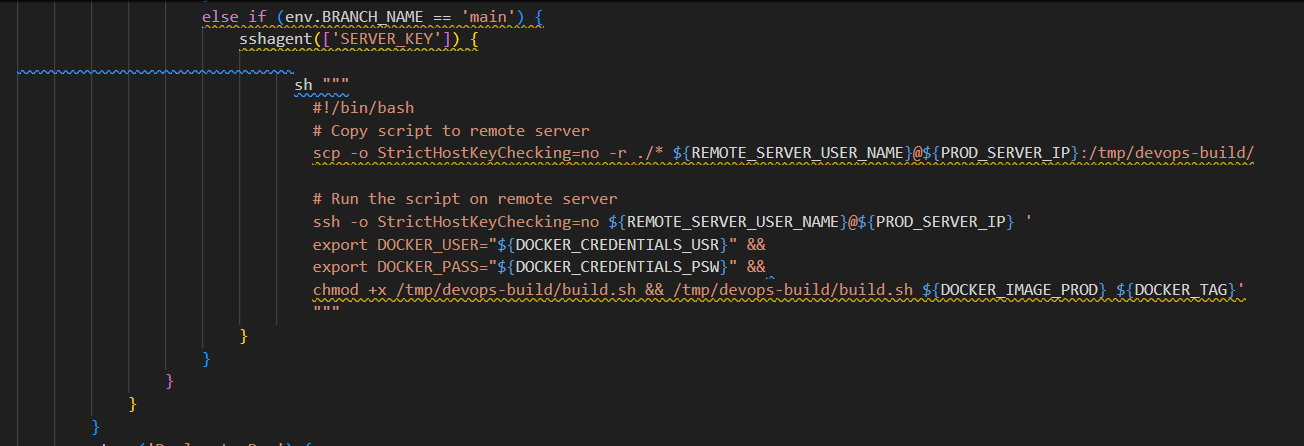 else if (env.BRANCH_NAME == 'main') {
sshagent(['SERVER_KEY']) {
sh """
#!/bin/bash
# Copy script to remote server
scp -o StrictHostKeyChecking=no -r ./* ${REMOTE_SERVER_USER_NAME}@${PROD_SERVER_IP}:/tmp/devops-build/
# Run the script on remote server
ssh -o StrictHostKeyChecking=no ${REMOTE_SERVER_USER_NAME}@${PROD_SERVER_IP} '
export DOCKER_USER="${DOCKER_CREDENTIALS_USR}" &&
export DOCKER_PASS="${DOCKER_CREDENTIALS_PSW}" &&
chmod +x /tmp/devops-build/build.sh && /tmp/devops-build/build.sh ${DOCKER_IMAGE_PROD} ${DOCKER_TAG}'
"""
}
}
}
}
}